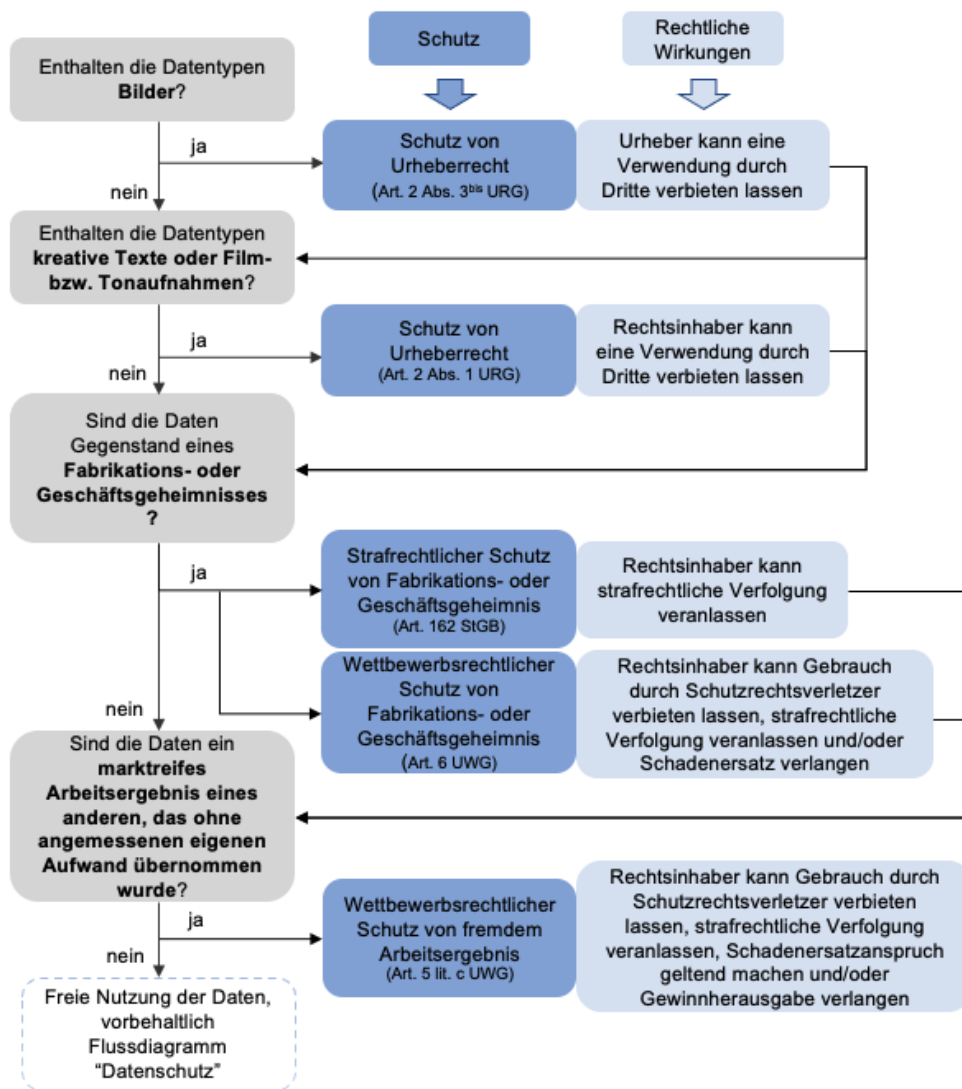 Schutz
Rechtliche
Wirkungen
Enthalten die Datentypen
Bilder?
ja
nein
Schutz von
Urheberrecht
(Art. 2 Abs. 3bis URG)
Urheber kann eine
Verwendung durch
Dritte verbieten lassen
Enthalten die Datentypen
kreative Texte oder Film-
bzw. Tonaufnahmen?
ja
nein
Schutz von
Urheberrecht
(Art. 2 Abs. 1 URG)
Rechtsinhaber kann
eine Verwendung durch
Dritte verbieten lassen
Sind die Daten
Gegenstand eines
Fabrikations- oder
Geschäftsgeheimnisses
?
ja
nein
Strafrechtlicher Schutz
von Fabrikations- oder
Geschäftsgeheimnis
(Art. 162 StGB)
Rechtsinhaber kann
strafrechtliche Verfolgung
veranlassen
Wettbewerbsrechtlicher
Schutz von
Fabrikations- oder
Geschäftsgeheimnis
(Art. 6 UWG)
Rechtsinhaber kann Gebrauch
durch Schutzrechtsverletzer
verbieten lassen, strafrechtliche
Verfolgung veranlassen und/oder
Schadenersatz verlangen
Sind die Daten ein
marktreifes
Arbeitsergebnis eines
anderen, das ohne
angemessenen eigenen
Aufwand übernommen
wurde?
ja
nein
Wettbewerbsrechtlicher
Schutz von fremdem
Arbeitsergebnis
(Art. 5 lit. c UWG)
Rechtsinhaber kann Gebrauch durch
Schutzrechtsverletzer verbieten
lassen, strafrechtliche Verfolgung
veranlassen, Schadenersatzanspruch
geltend machen und/oder
Gewinnherausgabe verlangen
Freie Nutzung der Daten,
vorbehaltlich
Flussdiagramm
“Datenschutz”